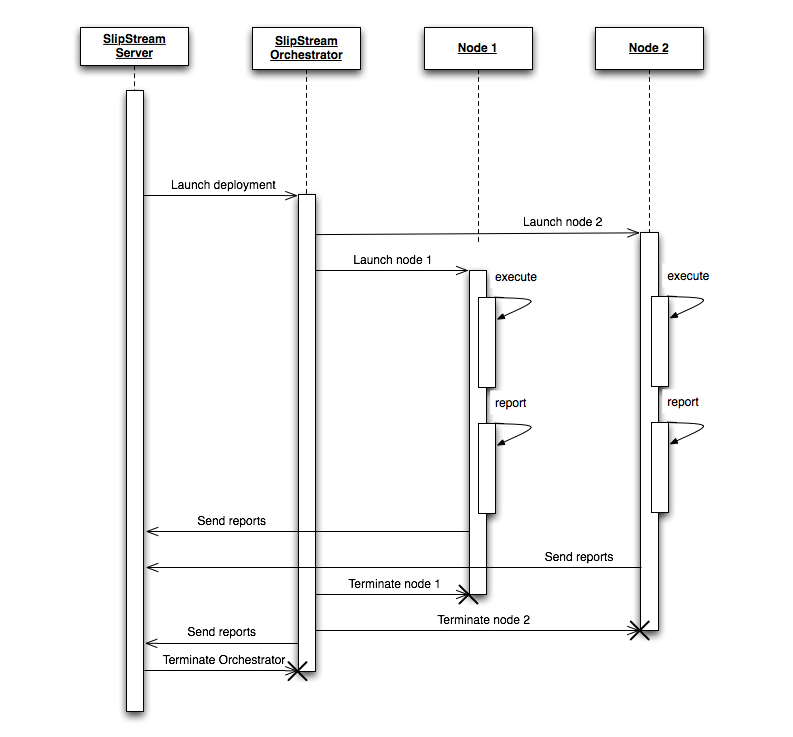 SlipStream
Server
SlipStream
Orchestrator
Node 1
Node 2
Launch deployment
Launch node 2
Launch node 1
execute
execute
report
report
Send reports
Send reports
Terminate node 1
Terminate node 2
Send reports
Terminate Orchestrator